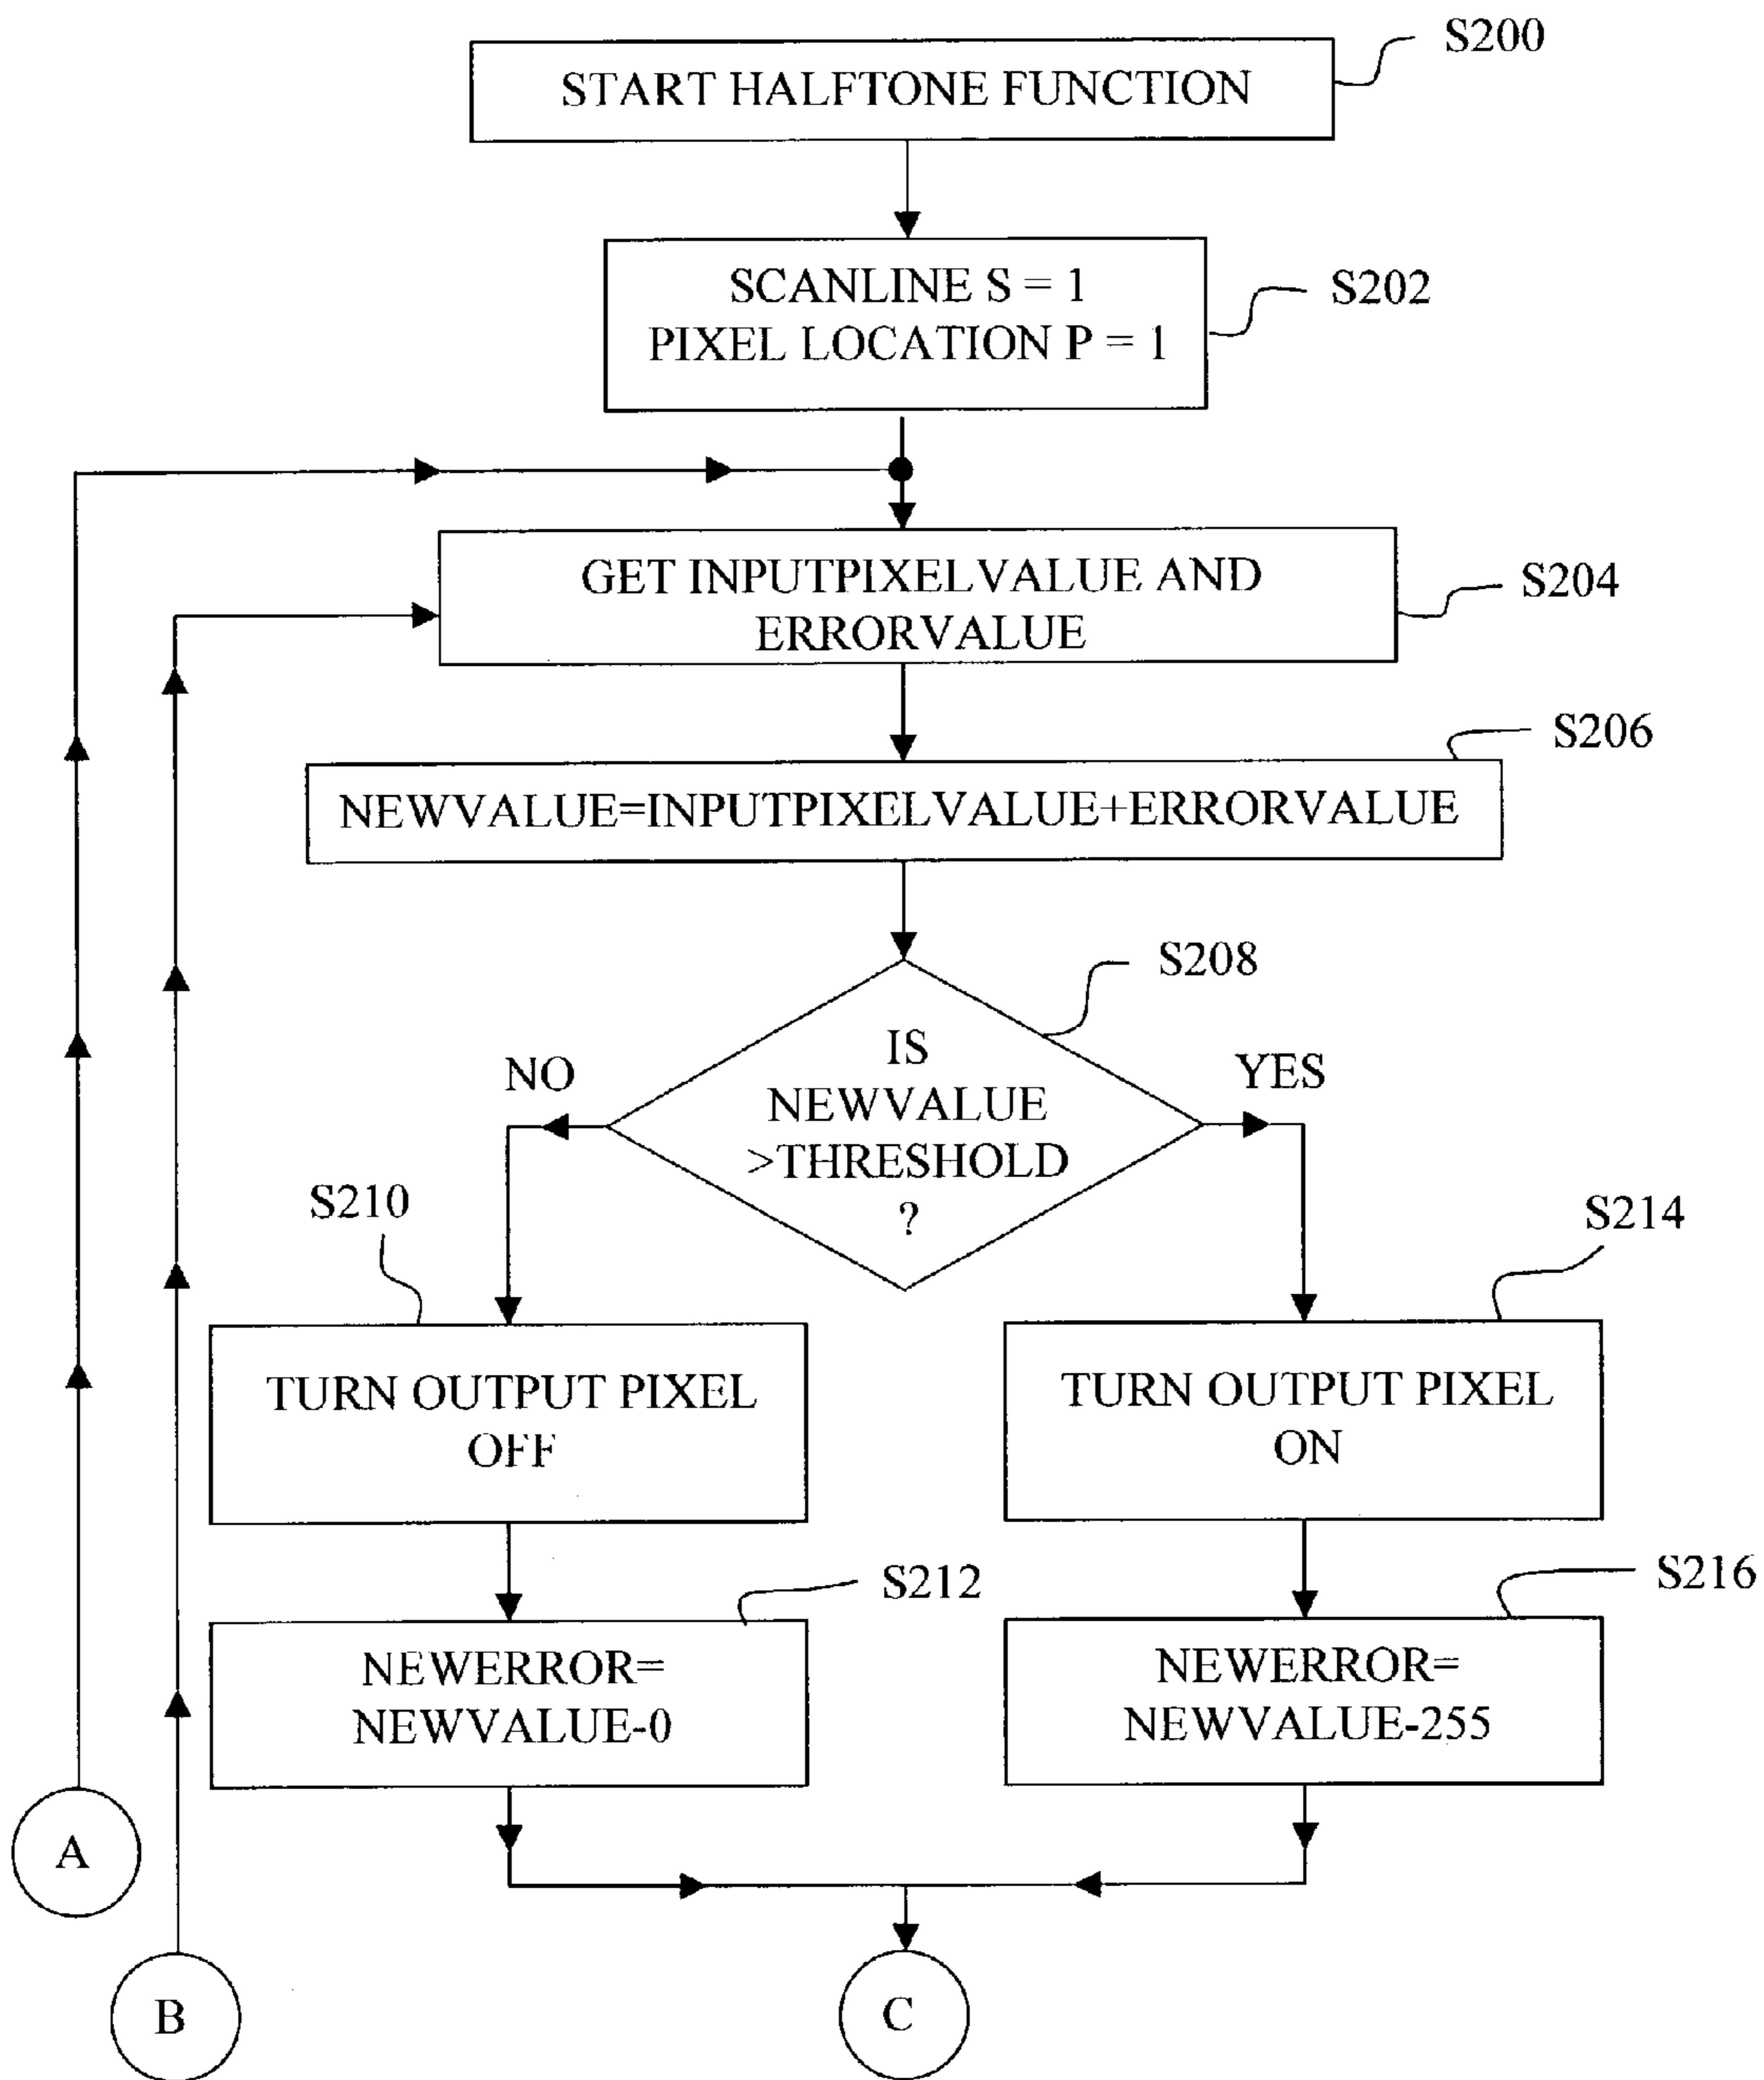 S200
START HALFTONE FUNCTION
SCANLINE S = 1
PIXEL LOCATION P = 1
S202
GET INPUTPIXELVALUE AND
ERRORVALUE
S204
S206
NEWVALUE=INPUTPIXELVALUE+ERRORVALUE
S208
IS
NEWVALUE
>THRESHOLD
?
NO
YES
S210
S214
TURN OUTPUT PIXEL
OFF
TURN OUTPUT PIXEL
ON
S212
S216
NEWERROR=
NEWVALUE-0
NEWERROR=
NEWVALUE-255
A
B
C